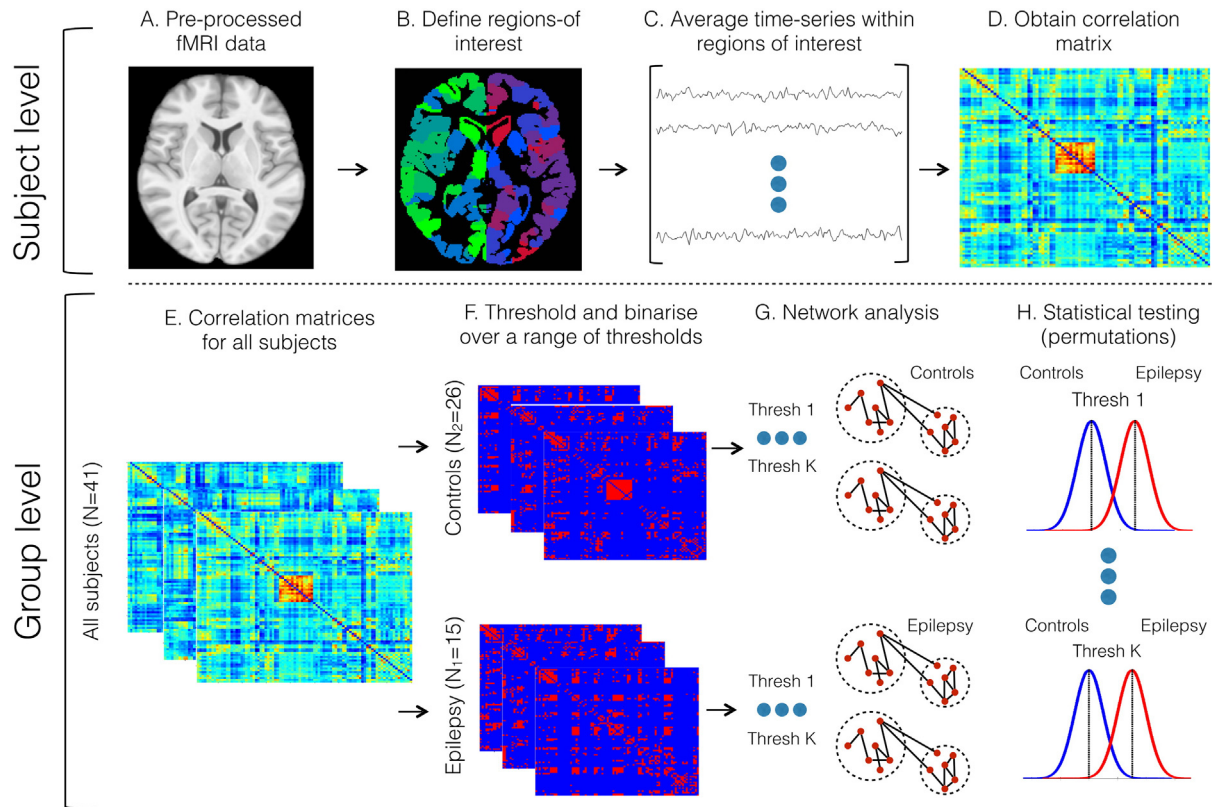 Subject level
A. Pre-processed
fMRI data
B. Define regions-of
interest
C. Average time-series within
regions of interest
D. Obtain correlation
matrix
Group level
E. Correlation matrices
for all subjects
All subjects (N=41)
F. Threshold and binarise
over a range of thresholds
Controls (N₂=26)
Epilepsy (N₁=15)
G. Network analysis
Controls
Thresh 1
Thresh K
Epilepsy
Thresh 1
Thresh K
H. Statistical testing
(permutations)
Controls Epilepsy
Thresh 1
Controls Epilepsy
Thresh K